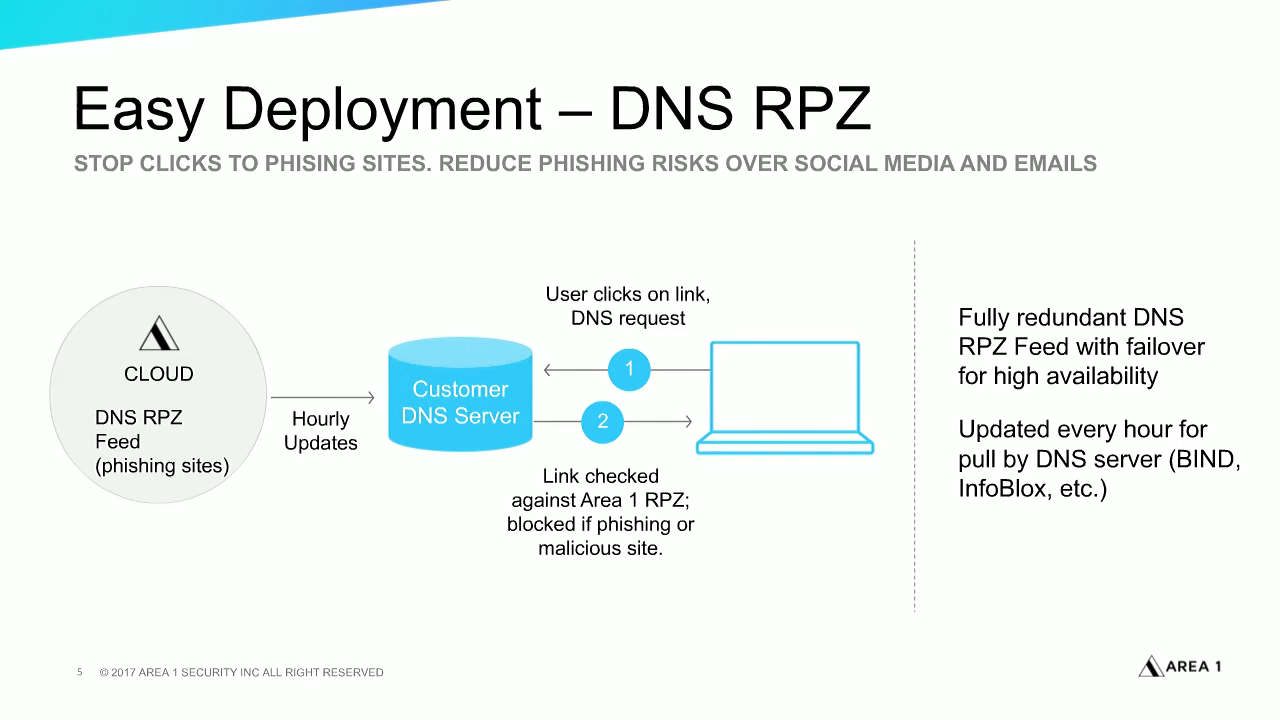 Easy Deployment – DNS RPZ
STOP CLICKS TO PHISING SITES. REDUCE PHISHING RISKS OVER SOCIAL MEDIA AND EMAILS
CLOUD
DNS RPZ
Feed
(phishing sites)
Hourly
Updates
Customer
DNS Server
User clicks on link,
DNS request
1
2
Link checked
against Area 1 RPZ;
blocked if phishing or
malicious site.
Fully redundant DNS
RPZ Feed with failover
for high availability
Updated every hour for
pull by DNS server (BIND,
InfoBlox, etc.)
5 © 2017 AREA 1 SECURITY INC ALL RIGHT RESERVED
AREA 1